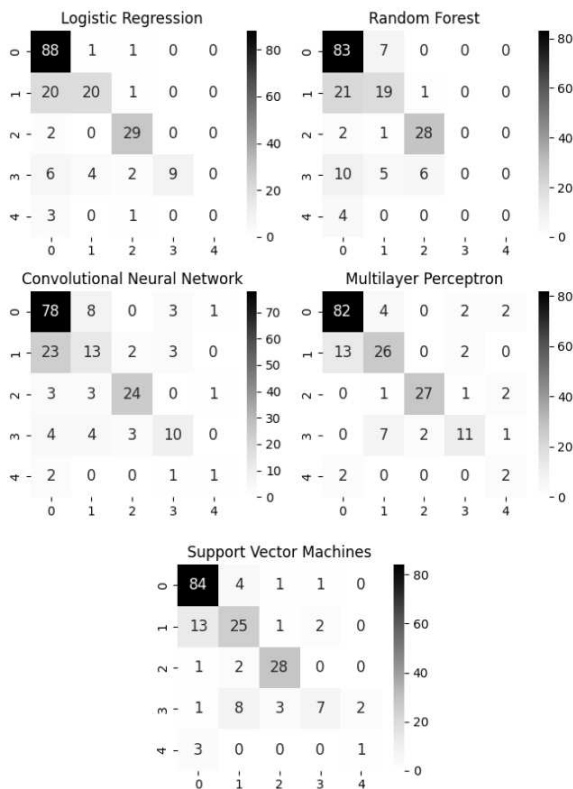 Logistic Regression
0 88 1 1 0 0
1 20 20 1 0 0
2 2 0 29 0 0
3 6 4 2 9 0
4 3 0 1 0 0
0 1 2 3 4
80
60
40
20
0
Random Forest
0 83 7 0 0 0
1 21 19 1 0 0
2 2 1 28 0 0
3 10 5 6 0 0
4 4 0 0 0 0
0 1 2 3 4
80
60
40
20
0
Convolutional Neural Network
0 78 8 0 3 1
1 23 13 2 3 0
2 3 3 24 0 1
3 4 4 3 10 0
4 2 0 0 1 1
0 1 2 3 4
70
60
50
40
30
20
10
0
Multilayer Perceptron
0 82 4 0 2 2
1 13 26 0 2 0
2 0 1 27 1 2
3 0 7 2 11 1
4 2 0 0 0 2
0 1 2 3 4
80
60
40
20
0
Support Vector Machines
0 84 4 1 1 0
1 13 25 1 2 0
2 1 2 28 0 0
3 1 8 3 7 2
4 3 0 0 0 1
0 1 2 3 4
80
60
40
20
0